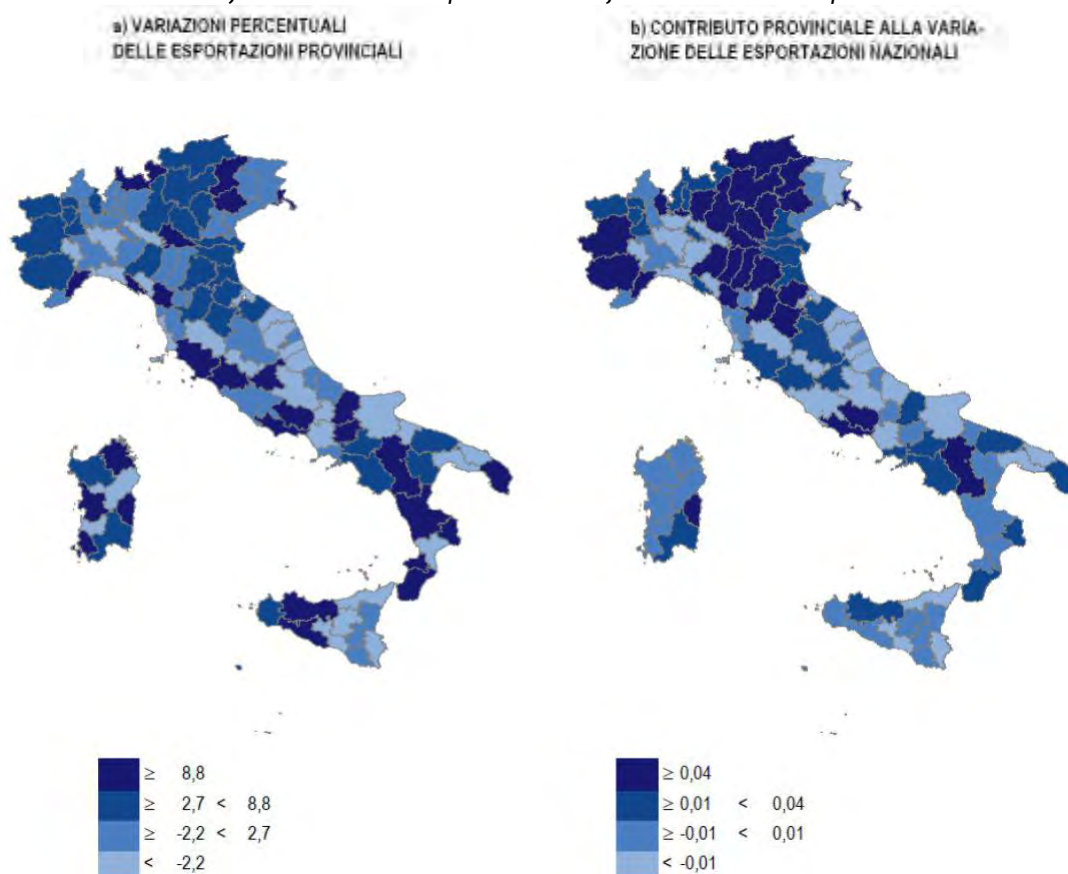 a) VARIAZIONI PERCENTUALI
DELLE ESPORTAZIONI PROVINCIALI
b) CONTRIBUTO PROVINCIALE ALLA VARIA-
ZIONE DELLE ESPORTAZIONI NAZIONALI
≥ 8,8
≥ 2,7 < 8,8
≥ -2,2 < 2,7
< -2,2
≥ 0,04
≥ 0,01 < 0,04
≥ -0,01 < 0,01
< -0,01